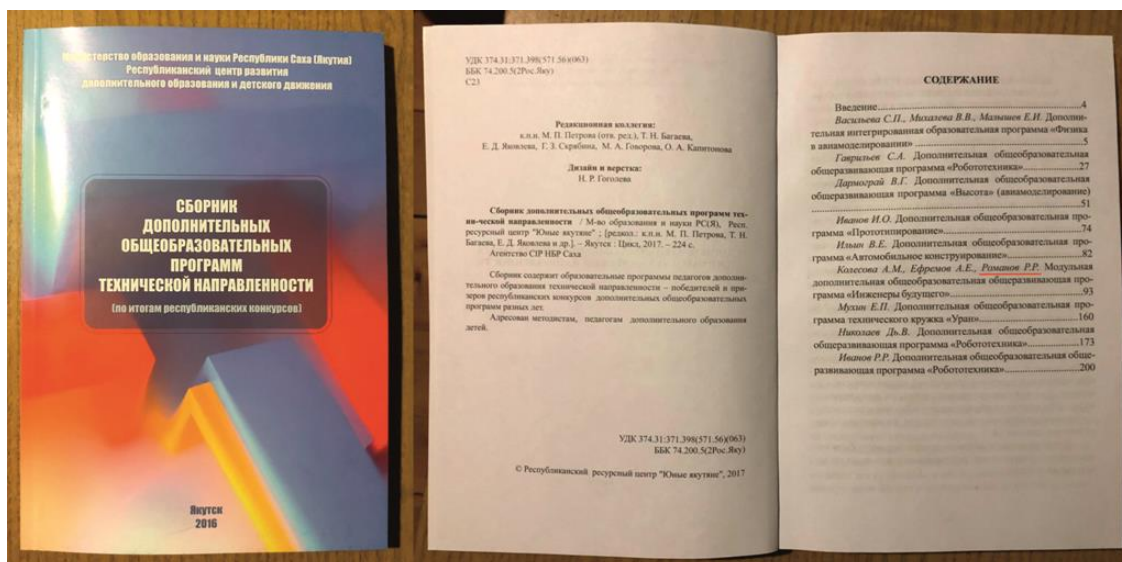 Министерство образования и науки Республики Саха (Якутия)
Республиканский центр развития
дополнительного образования и детского движения
СБОРНИК
ДОПОЛНИТЕЛЬНЫХ
ОБЩЕОБРАЗОВАТЕЛЬНЫХ
ПРОГРАММ
ТЕХНИЧЕСКОЙ НАПРАВЛЕННОСТИ
(по итогам республиканских конкурсов)
Якутск
2016
УДК 374.31:371.398(571.56)(063)
ББК 74.200.5(2Рос.Яку)
С23
Редакционная коллегия:
к.п.н. М. П. Петрова (отв. ред.), Т. Н. Багаева,
Е. Д. Яковлева, Г. З. Скрябина, М. А. Говорова, О. А. Капитонова
Дизайн и верстка:
Н. Р. Гоголева
Сборник дополнительных общеобразовательных программ тех-
ни-ческой направленности / М-во образования и науки РС(Я), Респ.
ресурсный центр "Юные якутяне" ; [редкол.: к.п.н. М. П. Петрова, Т. Н.
Багаева, Е. Д. Яковлева и др.]. – Якутск : Цикл, 2017. – 224 с.
Агентство CIP НБР Саха
Сборник содержит образовательные программы педагогов дополни-
тельного образования технической направленности – победителей и при-
зеров республиканских конкурсов дополнительных общеобразовательных
программ разных лет.
Адресован методистам, педагогам дополнительного образования
детей.
УДК 374.31:371.398(571.56)(063)
ББК 74.200.5(2Рос.Яку)
© Республиканский ресурсный центр "Юные якутяне", 2017
СОДЕРЖАНИЕ
Введение....4
Васильева С.П., Михалева В.В., Малышев Е.И. Дополни-
тельная интегрированная образовательная программа «Физика
в авиамоделировании» ....5
Гаврильев С.А. Дополнительная общеобразовательная
общеразвивающая программа «Робототехника»....27
Дармограй В.Г. Дополнительная общеобразовательная
общеразвивающая программа «Высота» (авиамоделирование)
....51
Иванов И.О. Дополнительная общеобразовательная про-
грамма «Прототипирование»....74
Ильин В.Е. Дополнительная общеобразовательная про-
грамма «Автомобильное конструирование»....82
Колесова А.М., Ефремов А.Е., Романов Р.Р. Модульная
дополнительная общеобразовательная общеразвивающая про-
грамма «Инженеры будущего»....93
Мухин Е.П. Дополнительная общеобразовательная про-
грамма технического кружка «Уран»....160
Николаев Дь.В. Дополнительная общеобразовательная
общеразвивающая программа «Робототехника»....173
Иванов Р.Р. Дополнительная общеобразовательная обще-
развивающая программа «Робототехника»....200